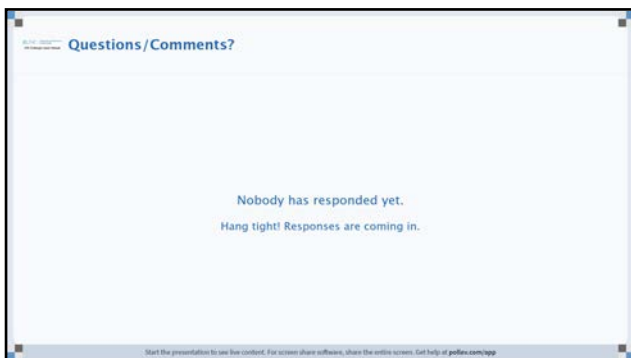 Questions/Comments?
Nobody has responded yet.
Hang tight! Responses are coming in.
Start the presentation to see live content. For screen share software, share the entire screen. Get help at pollev.com/app